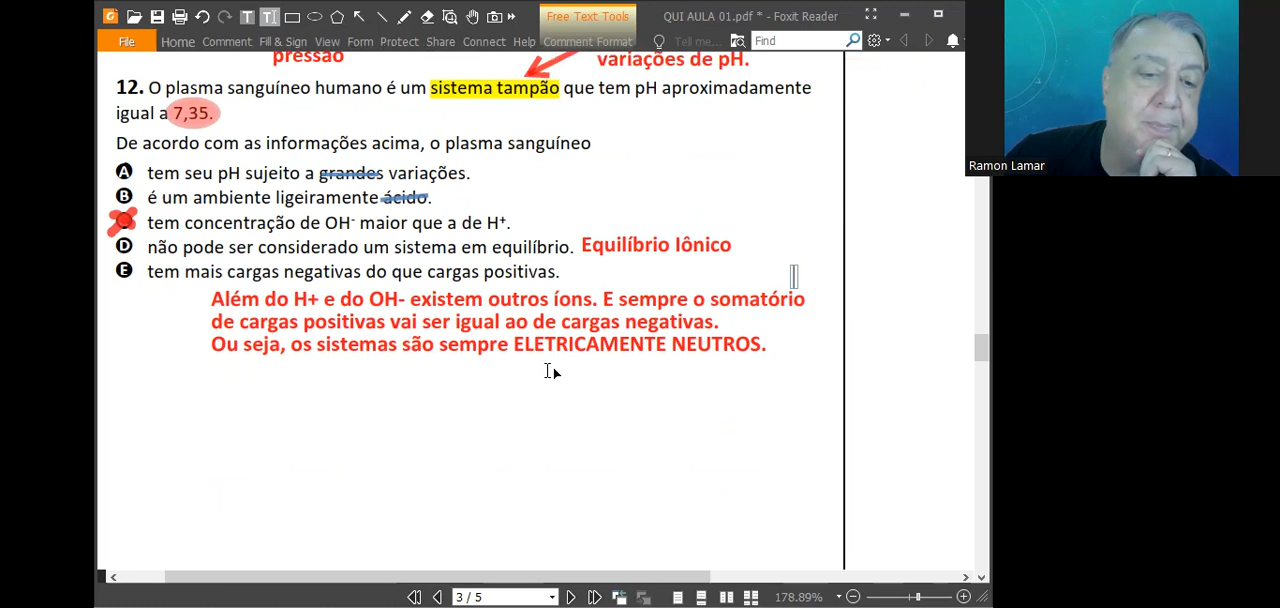 Free Text Tools
QUI AULA 01.pdf * - Foxit Reader
File Home Comment Fill & Sign Form Protect Share Connect Help Comment Format Tell me... Find
pressão
variações de pH.
12. O plasma sanguíneo humano é um sistema tampão que tem pH aproximadamente
igual a 7,35.
De acordo com as informações acima, o plasma sanguíneo
A tem seu pH sujeito a grandes variações.
B é um ambiente ligeiramente ácido.
tem concentração de OH⁻ maior que a de H⁺.
D não pode ser considerado um sistema em equilíbrio. Equilíbrio Iônico
E tem mais cargas negativas do que cargas positivas.
Além do H+ e do OH- existem outros íons. E sempre o somatório
de cargas positivas vai ser igual ao de cargas negativas.
Ou seja, os sistemas são sempre ELETRICAMENTE NEUTROS.
3 / 5
178.89%
Ramon Lamar